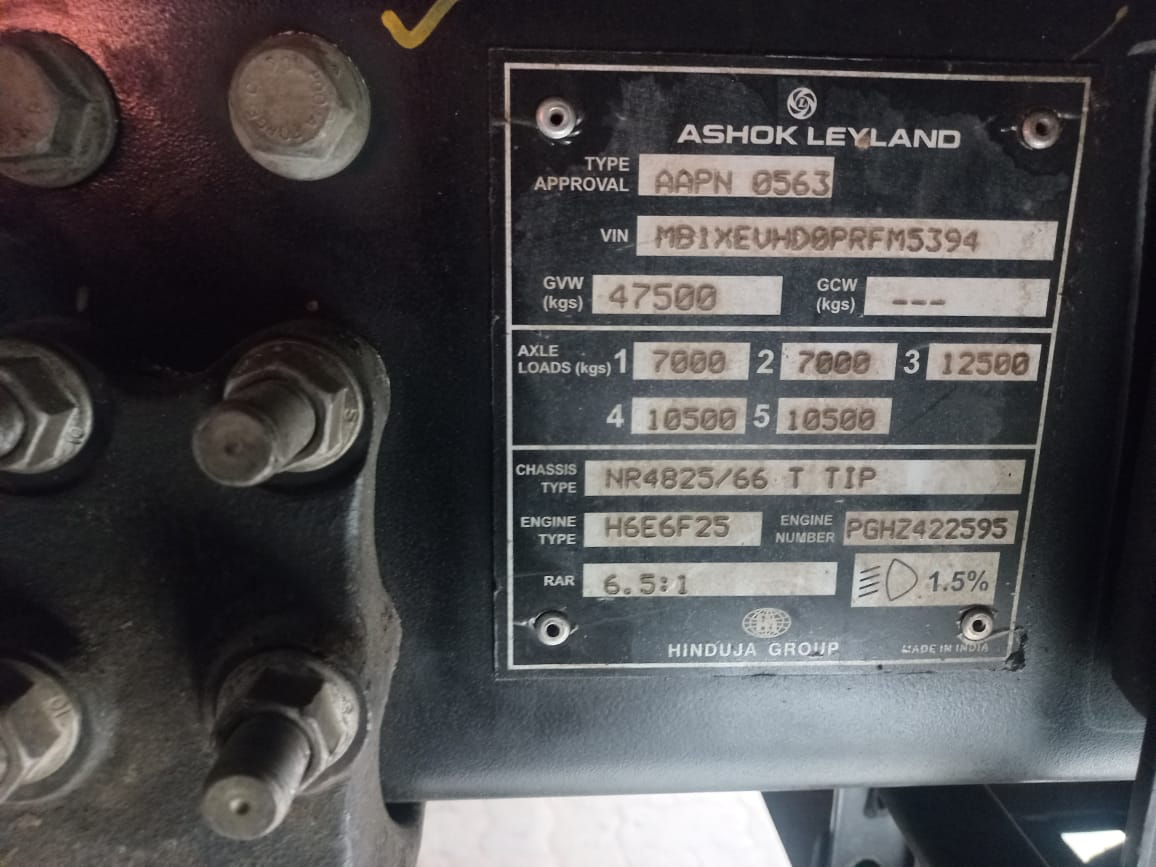 ASHOK LEYLAND
TYPE APPROVAL AAPN 0563
VIN MB1XEVHD0PRFM5394
GVW (kgs) 47500 GCW (kgs) ---
AXLE LOADS (kgs) 1 7000 2 7000 3 12500
4 10500 5 10500
CHASSIS TYPE NR4825/66 T TIP
ENGINE TYPE H6E6F25 ENGINE NUMBER PGHZ422595
RAR 6.5:1 1.5%
HINDUJA GROUP MADE IN INDIA